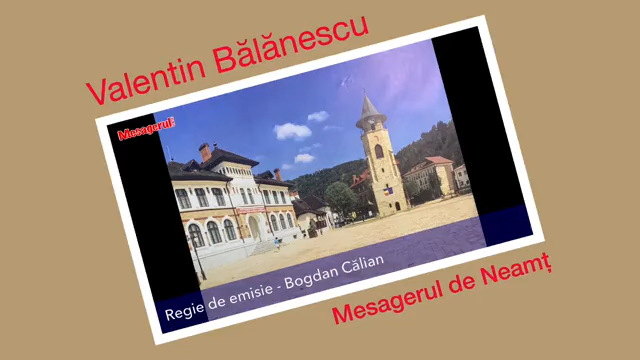 Valentin Bălănescu
Mesagerul
Regie de emisie - Bogdan Călian
Mesagerul de Neamț